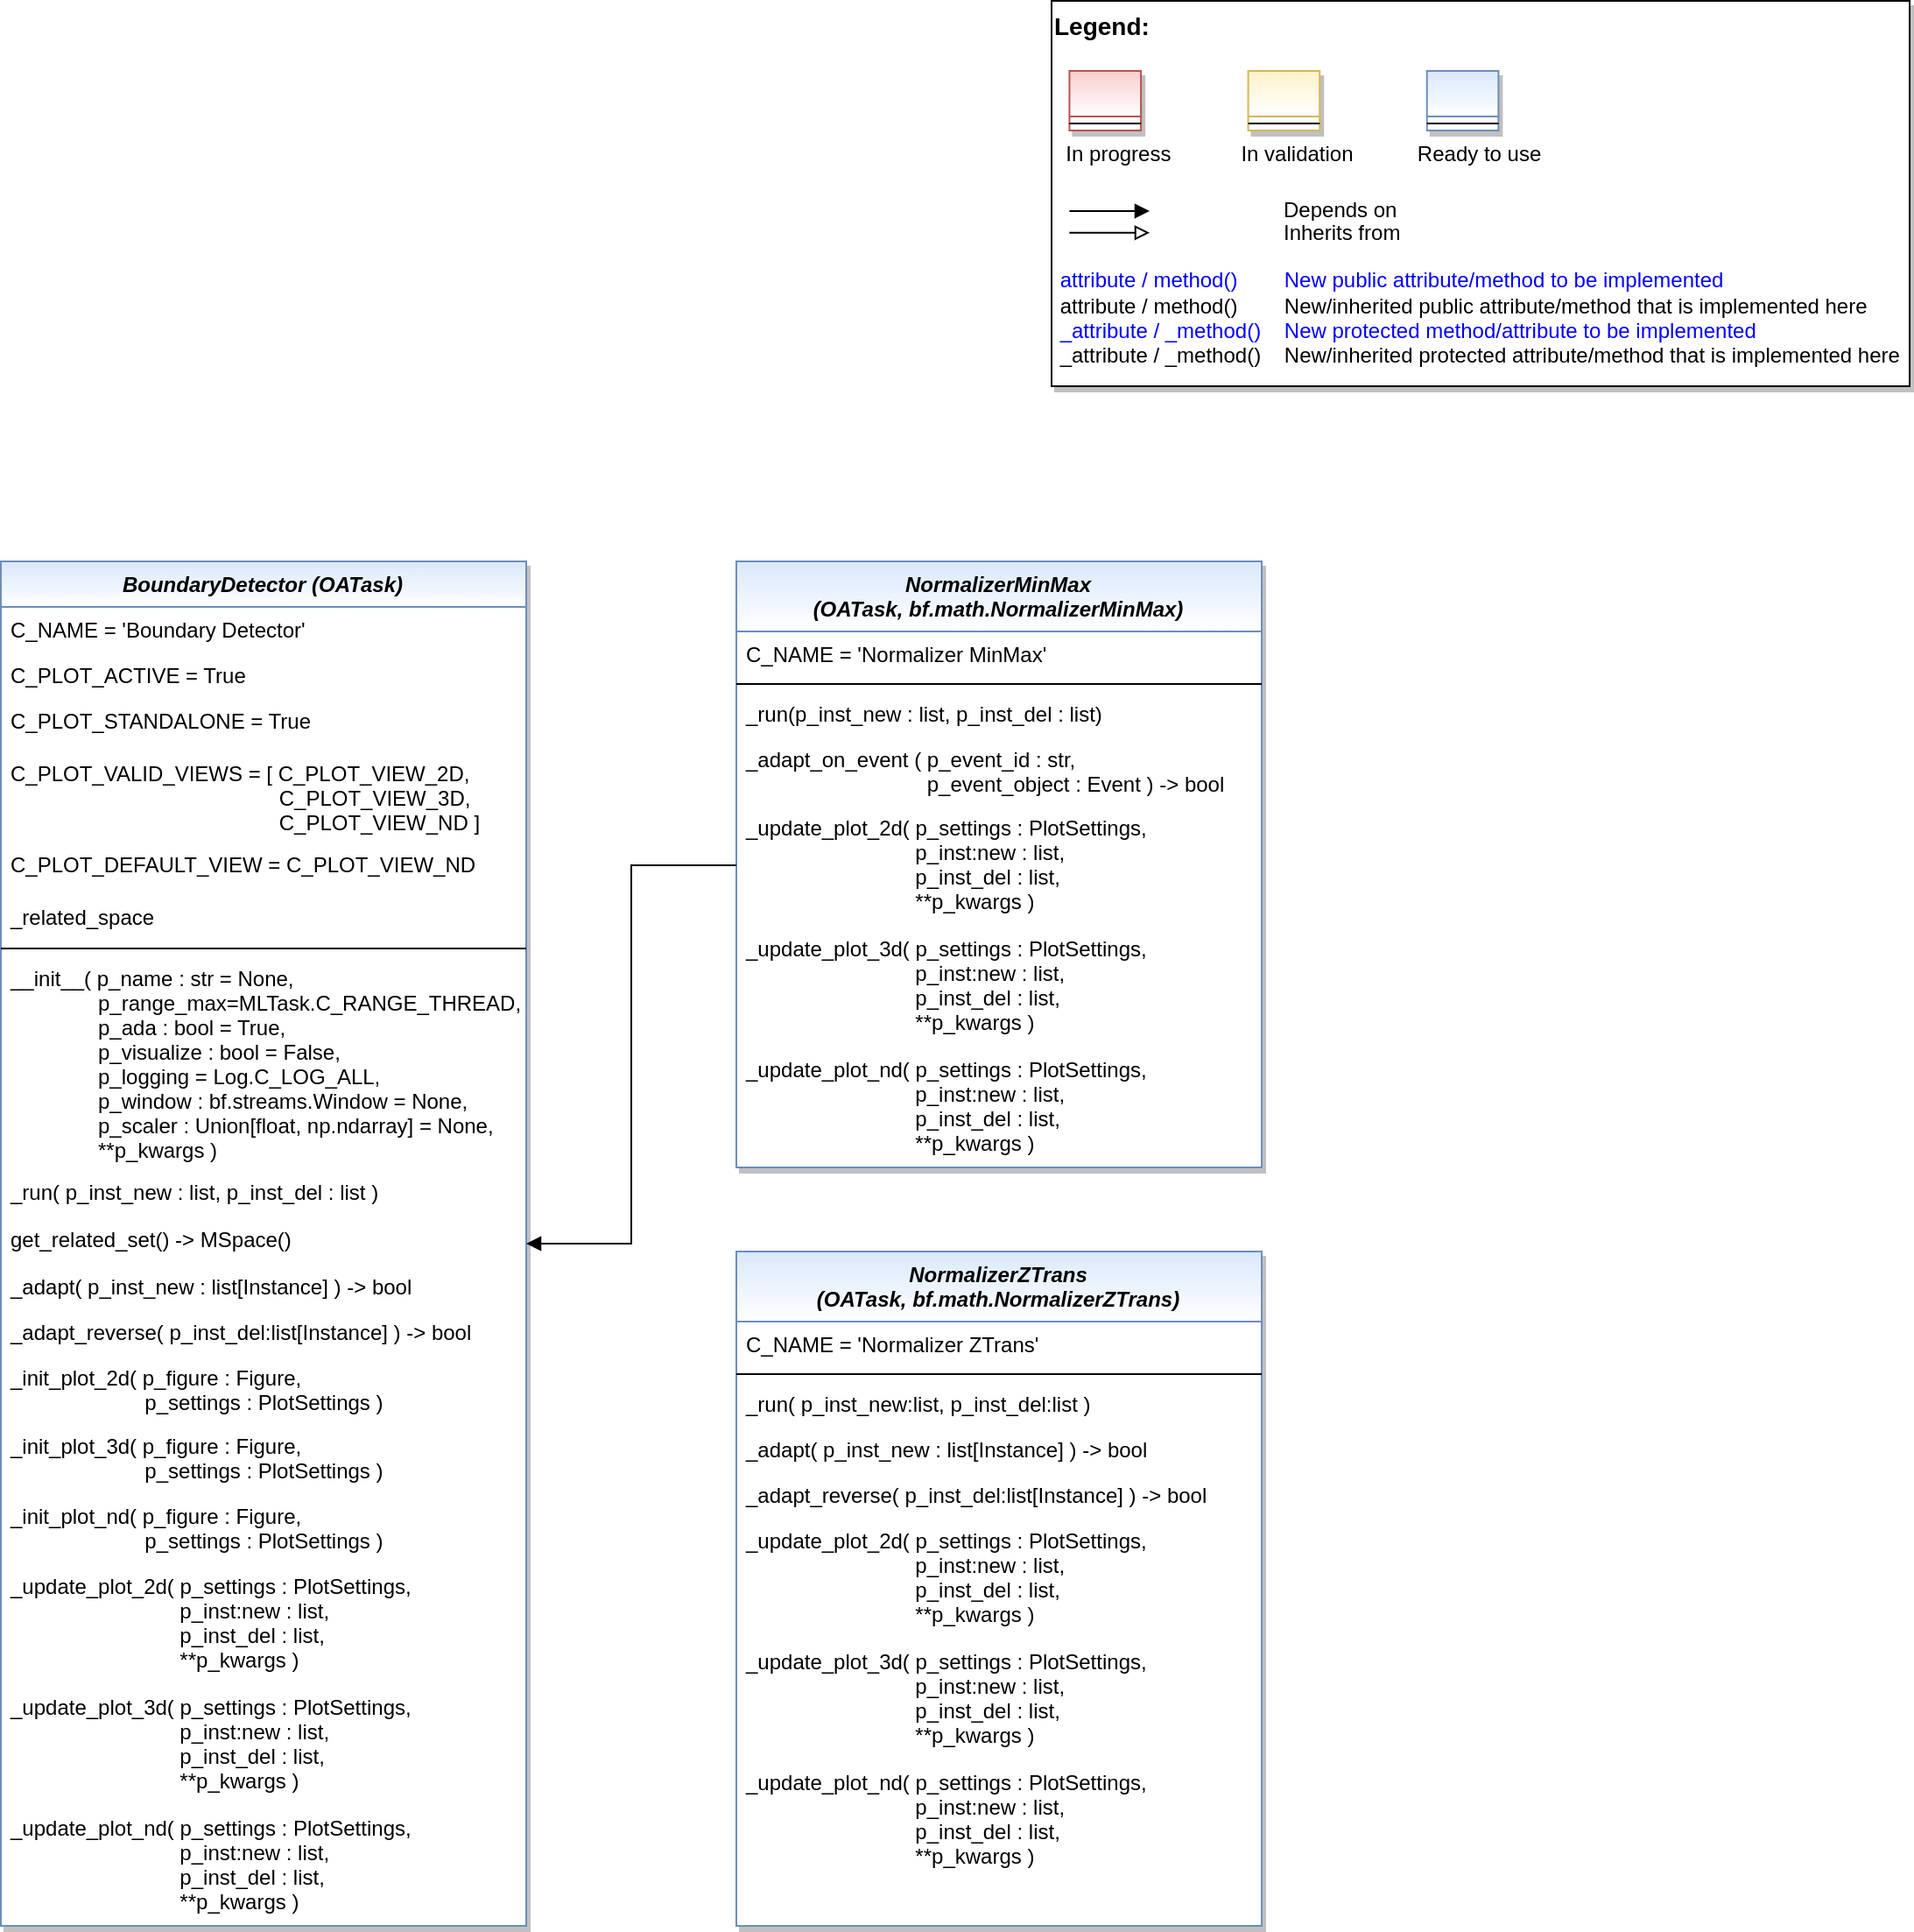 Legend:
In progress
In validation
Ready to use
Depends on
Inherits from
attribute / method() New public attribute/method to be implemented
attribute / method() New/inherited public attribute/method that is implemented here
_attribute / _method() New protected method/attribute to be implemented
_attribute / _method() New/inherited protected attribute/method that is implemented here
BoundaryDetector (OATask)
C_NAME = 'Boundary Detector'
C_PLOT_ACTIVE = True
C_PLOT_STANDALONE = True
C_PLOT_VALID_VIEWS = [ C_PLOT_VIEW_2D,
C_PLOT_VIEW_3D,
C_PLOT_VIEW_ND ]
C_PLOT_DEFAULT_VIEW = C_PLOT_VIEW_ND
_related_space
__init__( p_name : str = None,
p_range_max=MLTask.C_RANGE_THREAD,
p_ada : bool = True,
p_visualize : bool = False,
p_logging = Log.C_LOG_ALL,
p_window : bf.streams.Window = None,
p_scaler : Union[float, np.ndarray] = None,
**p_kwargs )
_run( p_inst_new : list, p_inst_del : list )
get_related_set() -> MSpace()
_adapt( p_inst_new : list[Instance] ) -> bool
_adapt_reverse( p_inst_del:list[Instance] ) -> bool
_init_plot_2d( p_figure : Figure,
p_settings : PlotSettings )
_init_plot_3d( p_figure : Figure,
p_settings : PlotSettings )
_init_plot_nd( p_figure : Figure,
p_settings : PlotSettings )
_update_plot_2d( p_settings : PlotSettings,
p_inst:new : list,
p_inst_del : list,
**p_kwargs )
_update_plot_3d( p_settings : PlotSettings,
p_inst:new : list,
p_inst_del : list,
**p_kwargs )
_update_plot_nd( p_settings : PlotSettings,
p_inst:new : list,
p_inst_del : list,
**p_kwargs )
NormalizerMinMax
(OATask, bf.math.NormalizerMinMax)
C_NAME = 'Normalizer MinMax'
_run(p_inst_new : list, p_inst_del : list)
_adapt_on_event ( p_event_id : str,
p_event_object : Event ) -> bool
_update_plot_2d( p_settings : PlotSettings,
p_inst:new : list,
p_inst_del : list,
**p_kwargs )
_update_plot_3d( p_settings : PlotSettings,
p_inst:new : list,
p_inst_del : list,
**p_kwargs )
_update_plot_nd( p_settings : PlotSettings,
p_inst:new : list,
p_inst_del : list,
**p_kwargs )
NormalizerZTrans
(OATask, bf.math.NormalizerZTrans)
C_NAME = 'Normalizer ZTrans'
_run( p_inst_new:list, p_inst_del:list )
_adapt( p_inst_new : list[Instance] ) -> bool
_adapt_reverse( p_inst_del:list[Instance] ) -> bool
_update_plot_2d( p_settings : PlotSettings,
p_inst:new : list,
p_inst_del : list,
**p_kwargs )
_update_plot_3d( p_settings : PlotSettings,
p_inst:new : list,
p_inst_del : list,
**p_kwargs )
_update_plot_nd( p_settings : PlotSettings,
p_inst:new : list,
p_inst_del : list,
**p_kwargs )